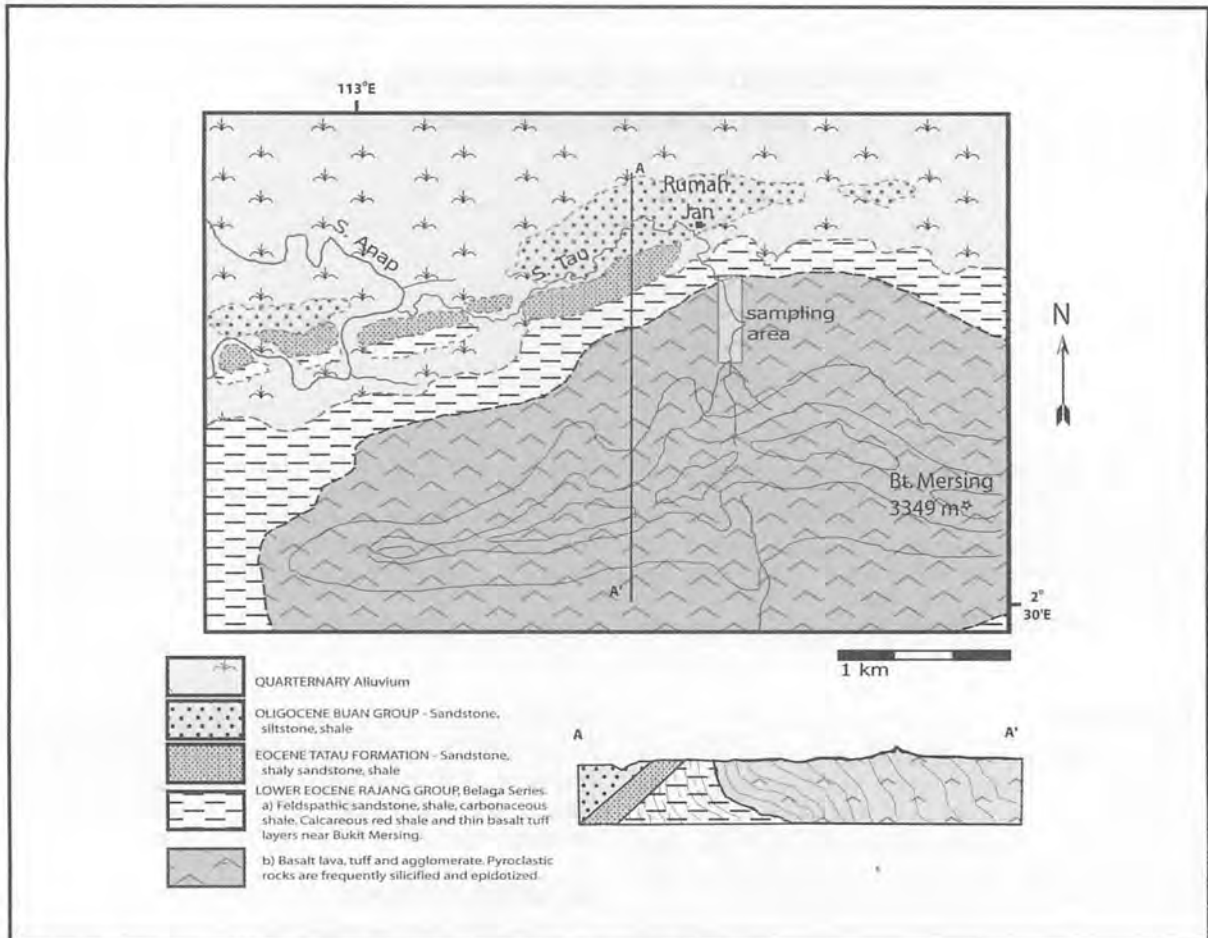 113°E
A
Rumah
Jan
S. Anap
S. Tau
sampling
area
N
Bt. Mersing
3349 m
A'
2°
30'E
1 km
QUARTERNARY Alluvium
OLIGOCENE BUAN GROUP - Sandstone,
siltstone, shale
EOCENE TATAU FORMATION - Sandstone,
shaly sandstone, shale
LOWER EOCENE RAJANG GROUP, Belaga Series.
a) Feldspathic sandstone, shale, carbonaceous
shale. Calcareous red shale and thin basalt tuff
layers near Bukit Mersing.
b) Basalt lava, tuff and agglomerate. Pyroclastic
rocks are frequently silicified and epidotized.
A
A'